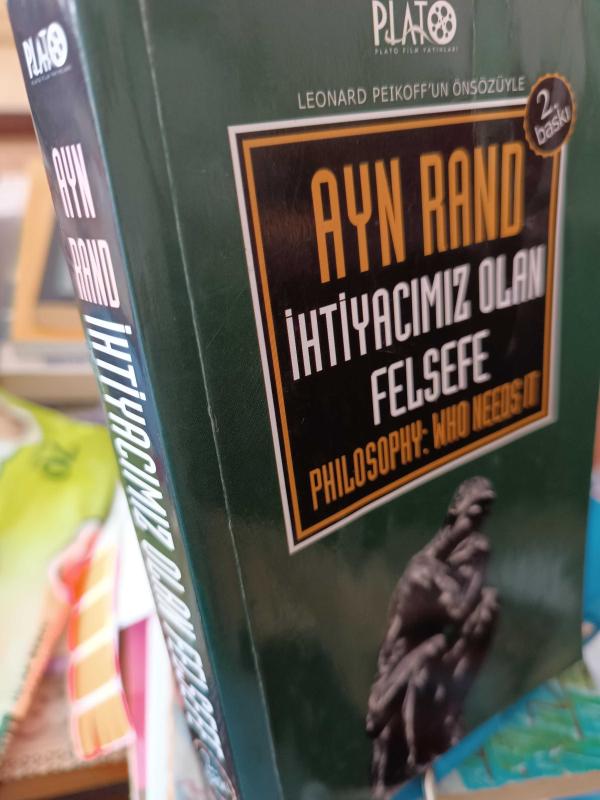 PLATO
PLATO FİLM YAYINLARI
LEONARD PEIKOFF'UN ÖNSÖZÜYLE
2. baskı
AYN RAND
İHTİYACIMIZ OLAN
FELSEFE
PHILOSOPHY: WHO NEEDS IT
PLATO
AYN RAND İHTİYACIMIZ OLAN FELSEFE